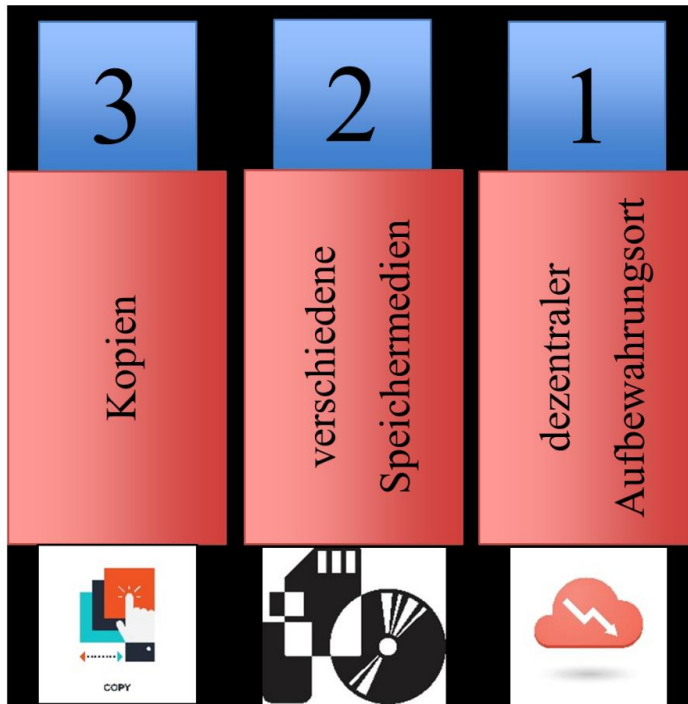 3
Kopien
COPY
2
verschiedene
Speichermedien
1
dezentraler
Aufbewahrungsort